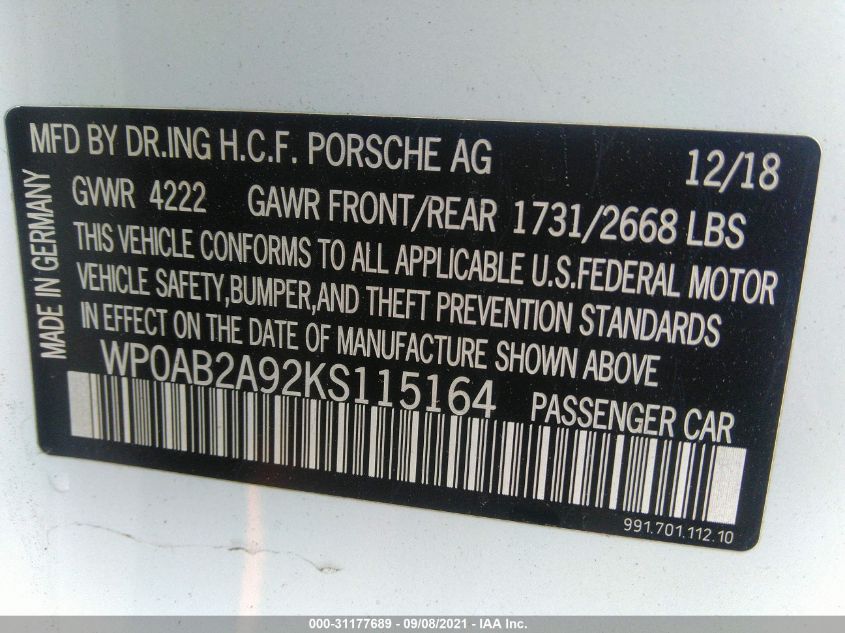 MFD BY DR.ING H.C.F. PORSCHE AG 12/18
GVWR 4222 GAWR FRONT/REAR 1731/2668 LBS
THIS VEHICLE CONFORMS TO ALL APPLICABLE U.S.FEDERAL MOTOR
VEHICLE SAFETY,BUMPER,AND THEFT PREVENTION STANDARDS
IN EFFECT ON THE DATE OF MANUFACTURE SHOWN ABOVE
MADE IN GERMANY
WP0AB2A92KS115164
PASSENGER CAR
991.701.112.10
000-31177689 - 09/08/2021 - IAA Inc.